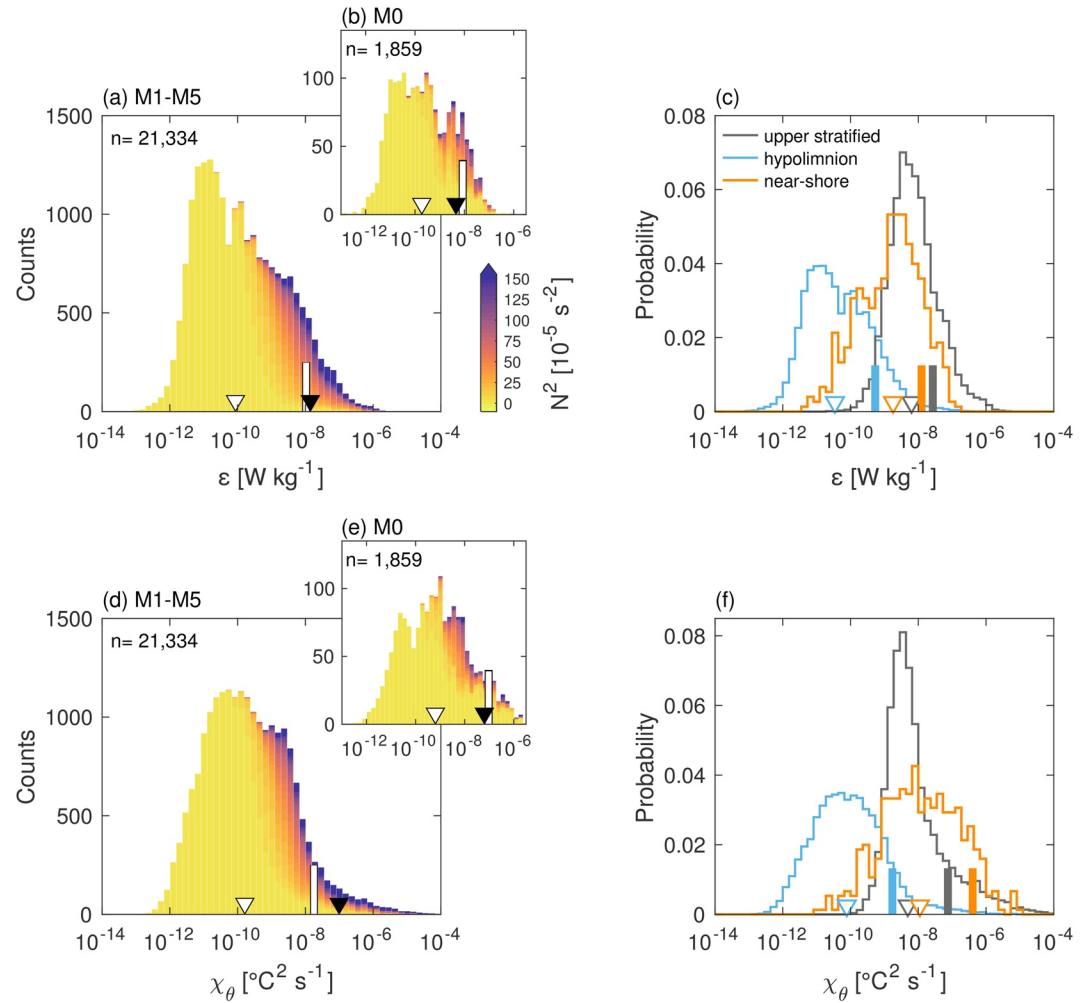 (b) M0
n= 1,859
100
50
0
10-12 10-10 10-8 10-6
(a) M1-M5
n= 21,334
1500
1000
500
0
Counts
10-14 10-12 10-10 10-8 10-6 10-4
ε [W kg-1]
150
125
100
75
50
25
0
N2 [10-5 s-2]
(c)
upper stratified
hypolimnion
near-shore
0.08
0.06
0.04
0.02
0
Probability
10-14 10-12 10-10 10-8 10-6 10-4
ε [W kg-1]
(e) M0
n= 1,859
100
50
0
10-12 10-10 10-8 10-6
(d) M1-M5
n= 21,334
1500
1000
500
0
Counts
10-14 10-12 10-10 10-8 10-6 10-4
χθ [°C2 s-1]
(f)
0.08
0.06
0.04
0.02
0
Probability
10-14 10-12 10-10 10-8 10-6 10-4
χθ [°C2 s-1]